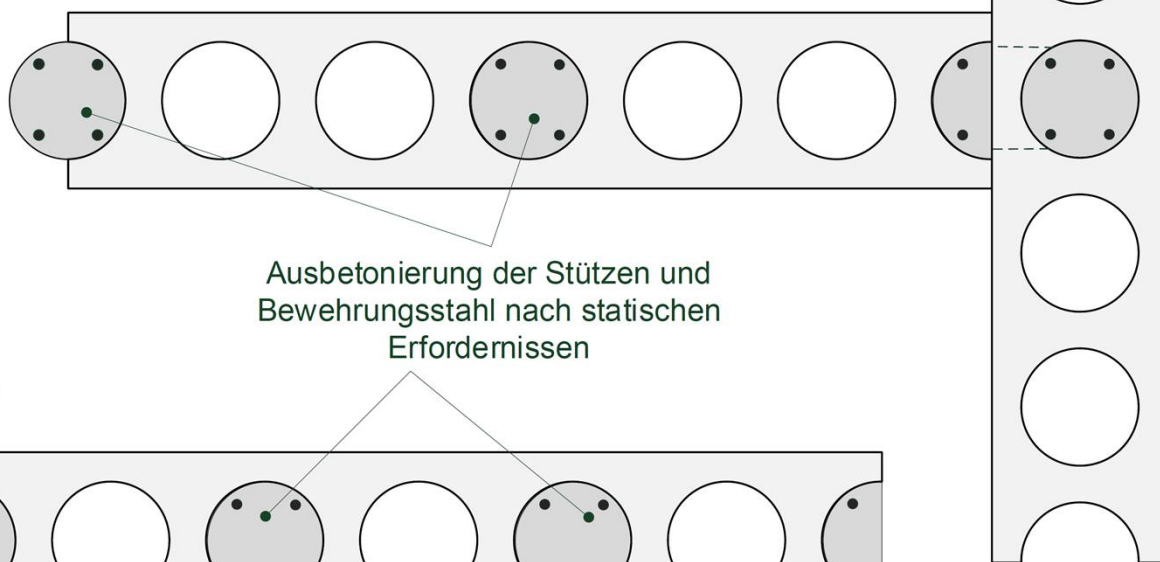 Ausbetonierung der Stützen und
Bewehrungsstahl nach statischen
Erfordernissen